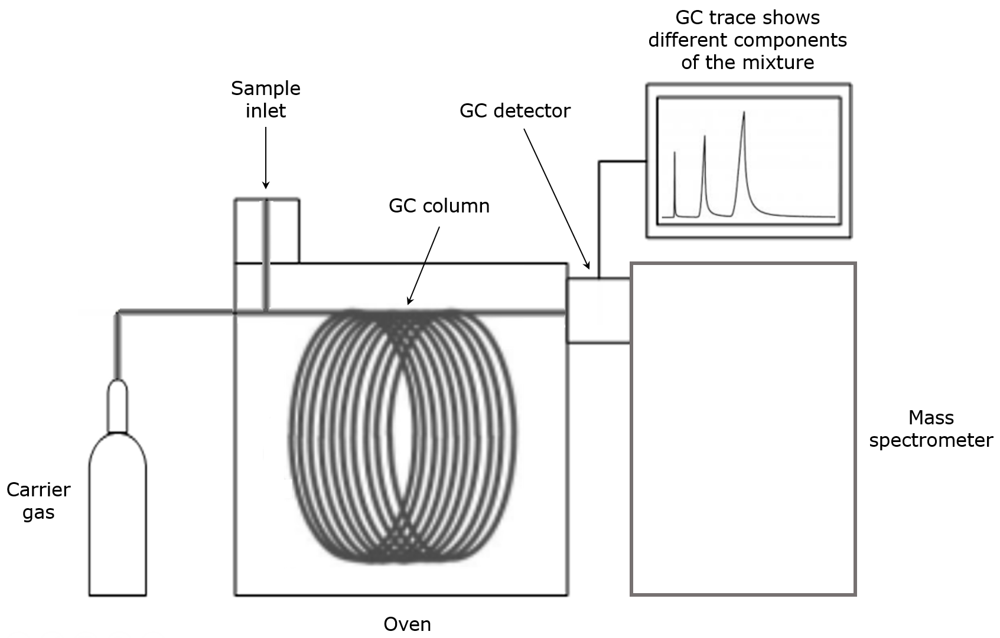 GC trace shows
different components
of the mixture
Sample
inlet
GC detector
GC column
Carrier
gas
Mass
spectrometer
Oven